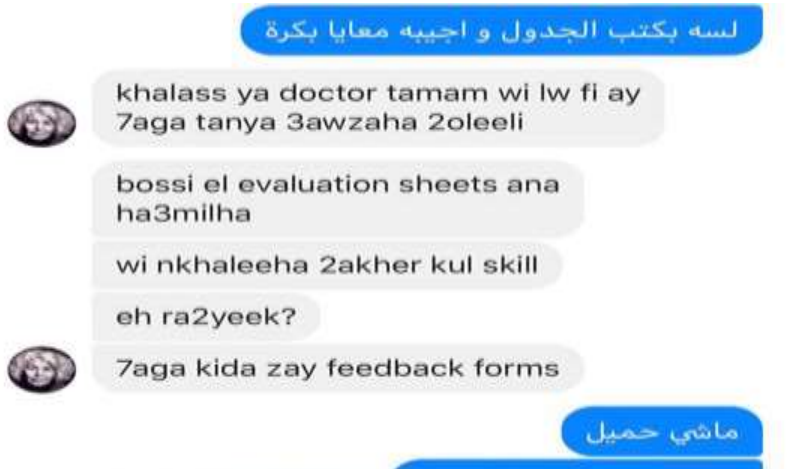 لسه بكتب الجدول و اجيبه معايا بكرة
khalass ya doctor tamam wi lw fi ay
7aga tanya 3awzaha 2oleeli
bossi el evaluation sheets ana
ha3milha
wi nkhaleeha 2akher kul skill
eh ra2yeek?
7aga kida zay feedback forms
ماشي جميل